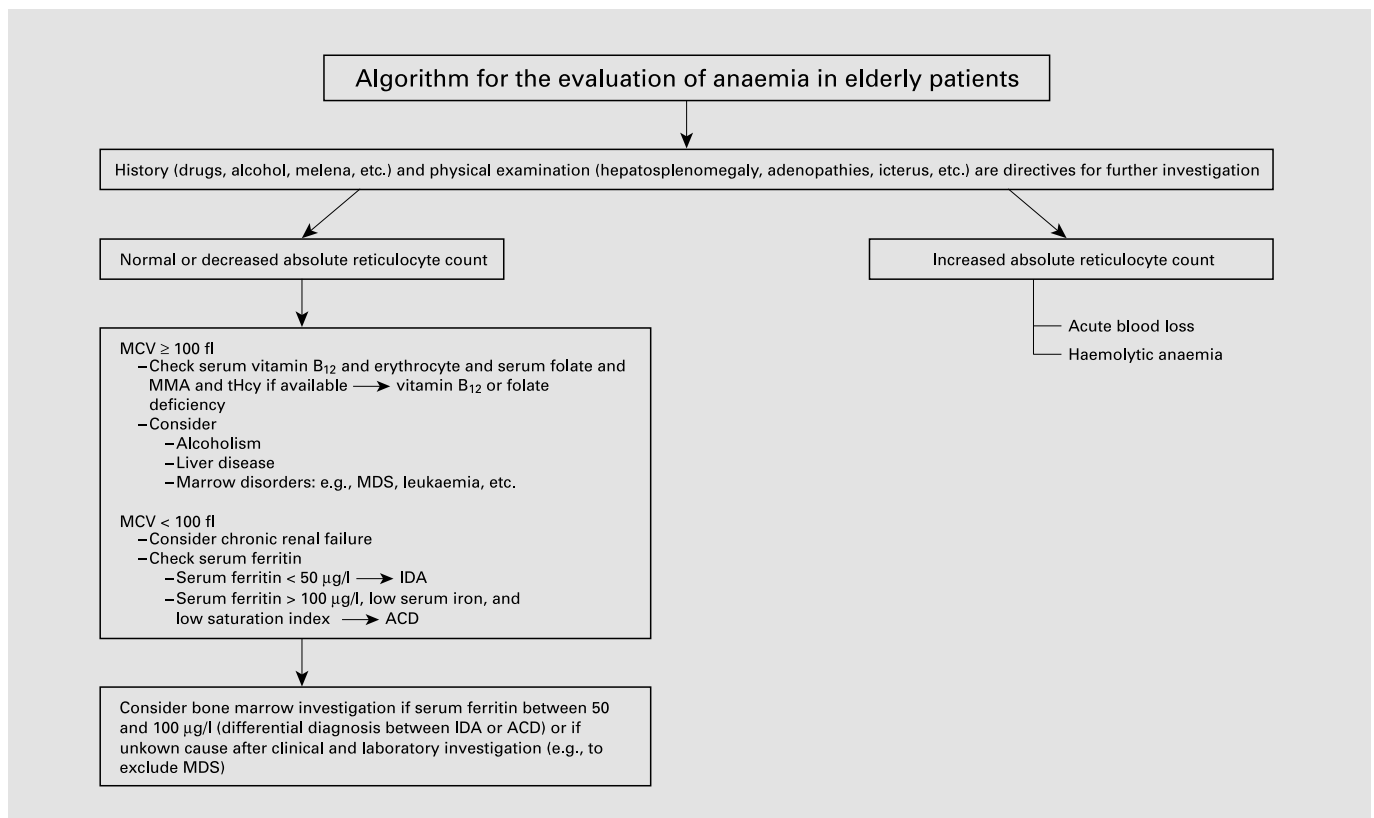 Algorithm for the evaluation of anaemia in elderly patients
History (drugs, alcohol, melena, etc.) and physical examination (hepatosplenomegaly, adenopathies, icterus, etc.) are directives for further investigation
Normal or decreased absolute reticulocyte count
MCV ≥ 100 fl
–Check serum vitamin B12 and erythrocyte and serum folate and
MMA and tHcy if available → vitamin B12 or folate
deficiency
–Consider
–Alcoholism
–Liver disease
–Marrow disorders: e.g., MDS, leukaemia, etc.
MCV < 100 fl
–Consider chronic renal failure
–Check serum ferritin
–Serum ferritin < 50 μg/l → IDA
–Serum ferritin > 100 μg/l, low serum iron, and
low saturation index → ACD
Consider bone marrow investigation if serum ferritin between 50
and 100 μg/l (differential diagnosis between IDA or ACD) or if
unkown cause after clinical and laboratory investigation (e.g., to
exclude MDS)
Increased absolute reticulocyte count
Acute blood loss
Haemolytic anaemia